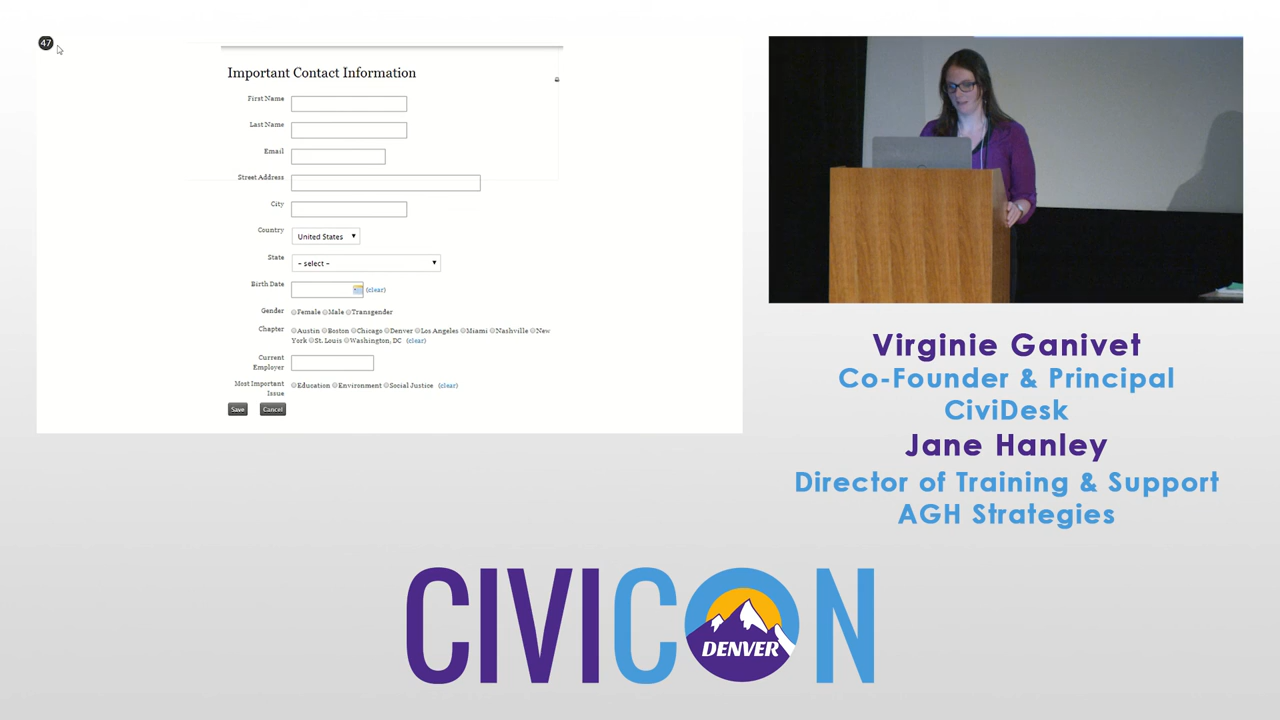 47
Important Contact Information
First Name
Last Name
Email
Street Address
City
Country
United States
State
– select –
Birth Date
(clear)
Gender
Female Male Transgender
Chapter
Austin Boston Chicago Denver Los Angeles Miami Nashville New
York St. Louis Washington, DC (clear)
Current
Employer
Most Important
Issue
Education Environment Social Justice (clear)
Save Cancel
Virginie Ganivet
Co-Founder & Principal
CiviDesk
Jane Hanley
Director of Training & Support
AGH Strategies
CIVICON
DENVER